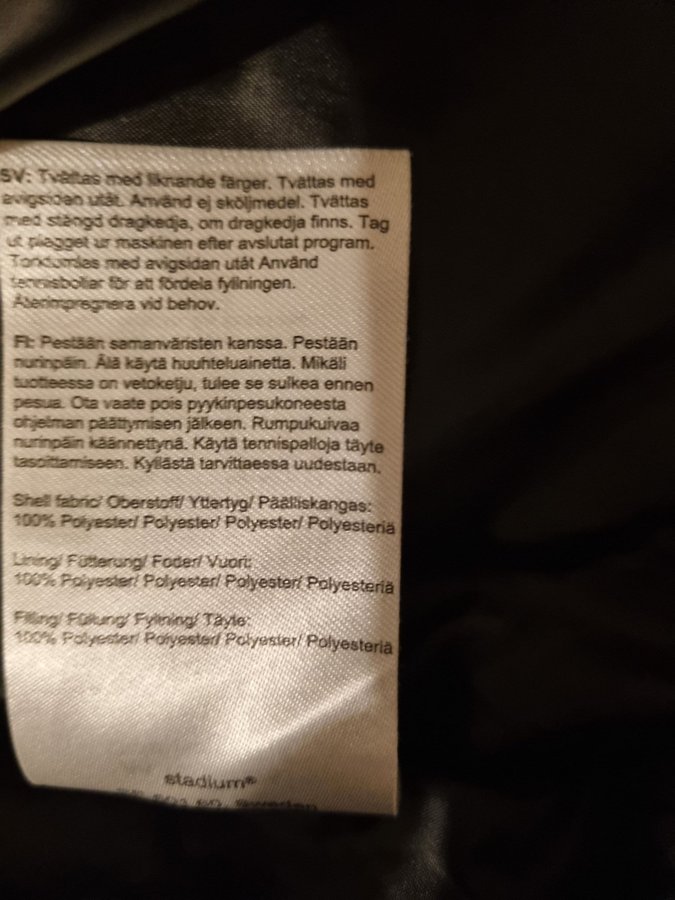 SV: Tvättas med liknande färger. Tvättas med
avigsidan utåt. Använd ej sköljmedel. Tvättas
med stängd dragkedja, om dragkedja finns. Tag
ut plagget ur maskinen efter avslutat program.
Torktumlas med avigsidan utåt Använd
tennisbollar för att fördela fyllningen.
Återimpregnera vid behov.
FI: Pestään samanväristen kanssa. Pestään
nurinpäin. Älä käytä huuhteluainetta. Mikäli
tuotteessa on vetoketju, tulee se sulkea ennen
pesua. Ota vaate pois pyykinpesukoneesta
ohjelman päättymisen jälkeen. Rumpukuivaa
nurinpäin käännettynä. Käytä tennispalloja täyte
tasoittamiseen. Kyllästä tarvittaessa uudestaan.
Shell fabric/ Oberstoff/ Yttertyg/ Päälliskangas:
100% Polyester/ Polyester/ Polyester/ Polyesteriä
Lining/ Fütterung/ Foder/ Vuori:
100% Polyester/ Polyester/ Polyester/ Polyesteriä
Filling/ Füllung/ Fyllning/ Täyte:
100% Polyester/ Polyester/ Polyester/ Polyesteriä
stadium®
Sweden